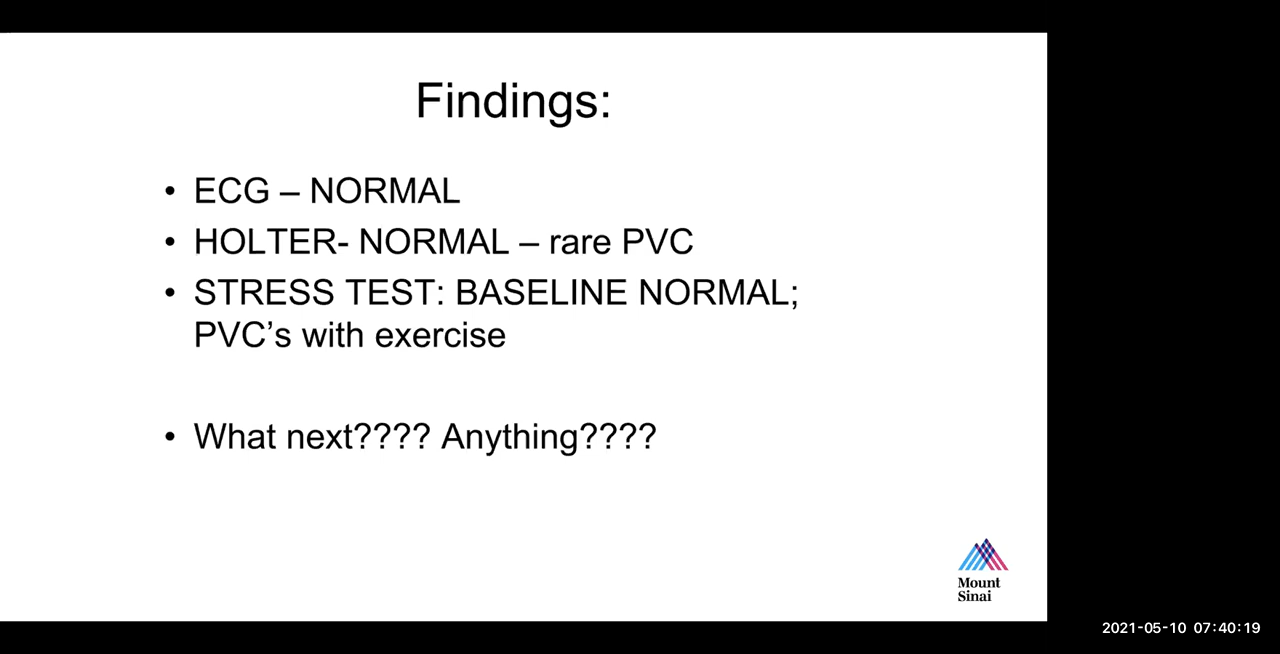 Findings:
• ECG – NORMAL
• HOLTER- NORMAL – rare PVC
• STRESS TEST: BASELINE NORMAL;
PVC’s with exercise
• What next???? Anything????
Mount
Sinai
2021-05-10 07:40:19